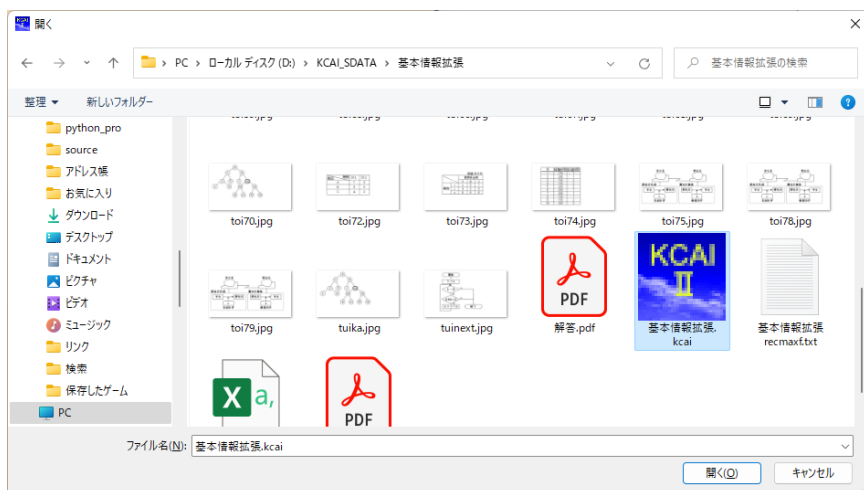 開く
PC › ローカル ディスク (D:) › KCAI_SDATA › 基本情報拡張
基本情報拡張の検索
整理
新しいフォルダー
python_pro
source
アドレス帳
お気に入り
ダウンロード
デスクトップ
ドキュメント
ピクチャ
ビデオ
ミュージック
リンク
検索
保存したゲーム
PC
toi70.jpg
toi72.jpg
toi73.jpg
toi74.jpg
toi75.jpg
toi78.jpg
KCAI
II
PDF
toi79.jpg
tuika.jpg
tuinext.jpg
解答.pdf
基本情報拡張.
kcai
基本情報拡張
recmaxf.txt
X a,
PDF
ファイル名(N):
基本情報拡張.kcai
開く(O)
キャンセル